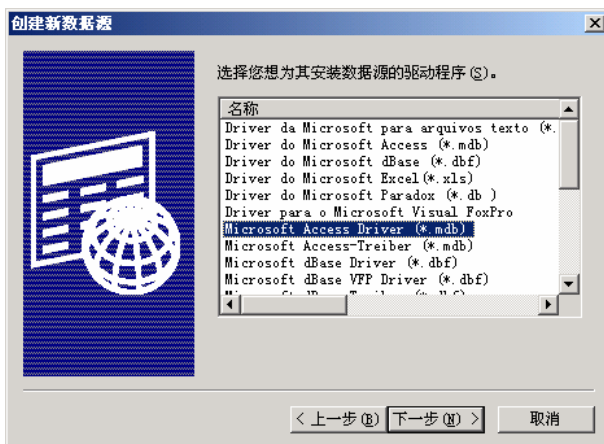 创建新数据源
选择您想为其安装数据源的驱动程序(S)。
名称
Driver da Microsoft para arquivos texto (*.
Driver do Microsoft Access (*.mdb)
Driver do Microsoft dBase (*.dbf)
Driver do Microsoft Excel(*.xls)
Driver do Microsoft Paradox (*.db )
Driver para o Microsoft Visual FoxPro
Microsoft Access Driver (*.mdb)
Microsoft Access-Treiber (*.mdb)
Microsoft dBase Driver (*.dbf)
Microsoft dBase VFP Driver (*.dbf)
< 上一步(B)
下一步(N) >
取消